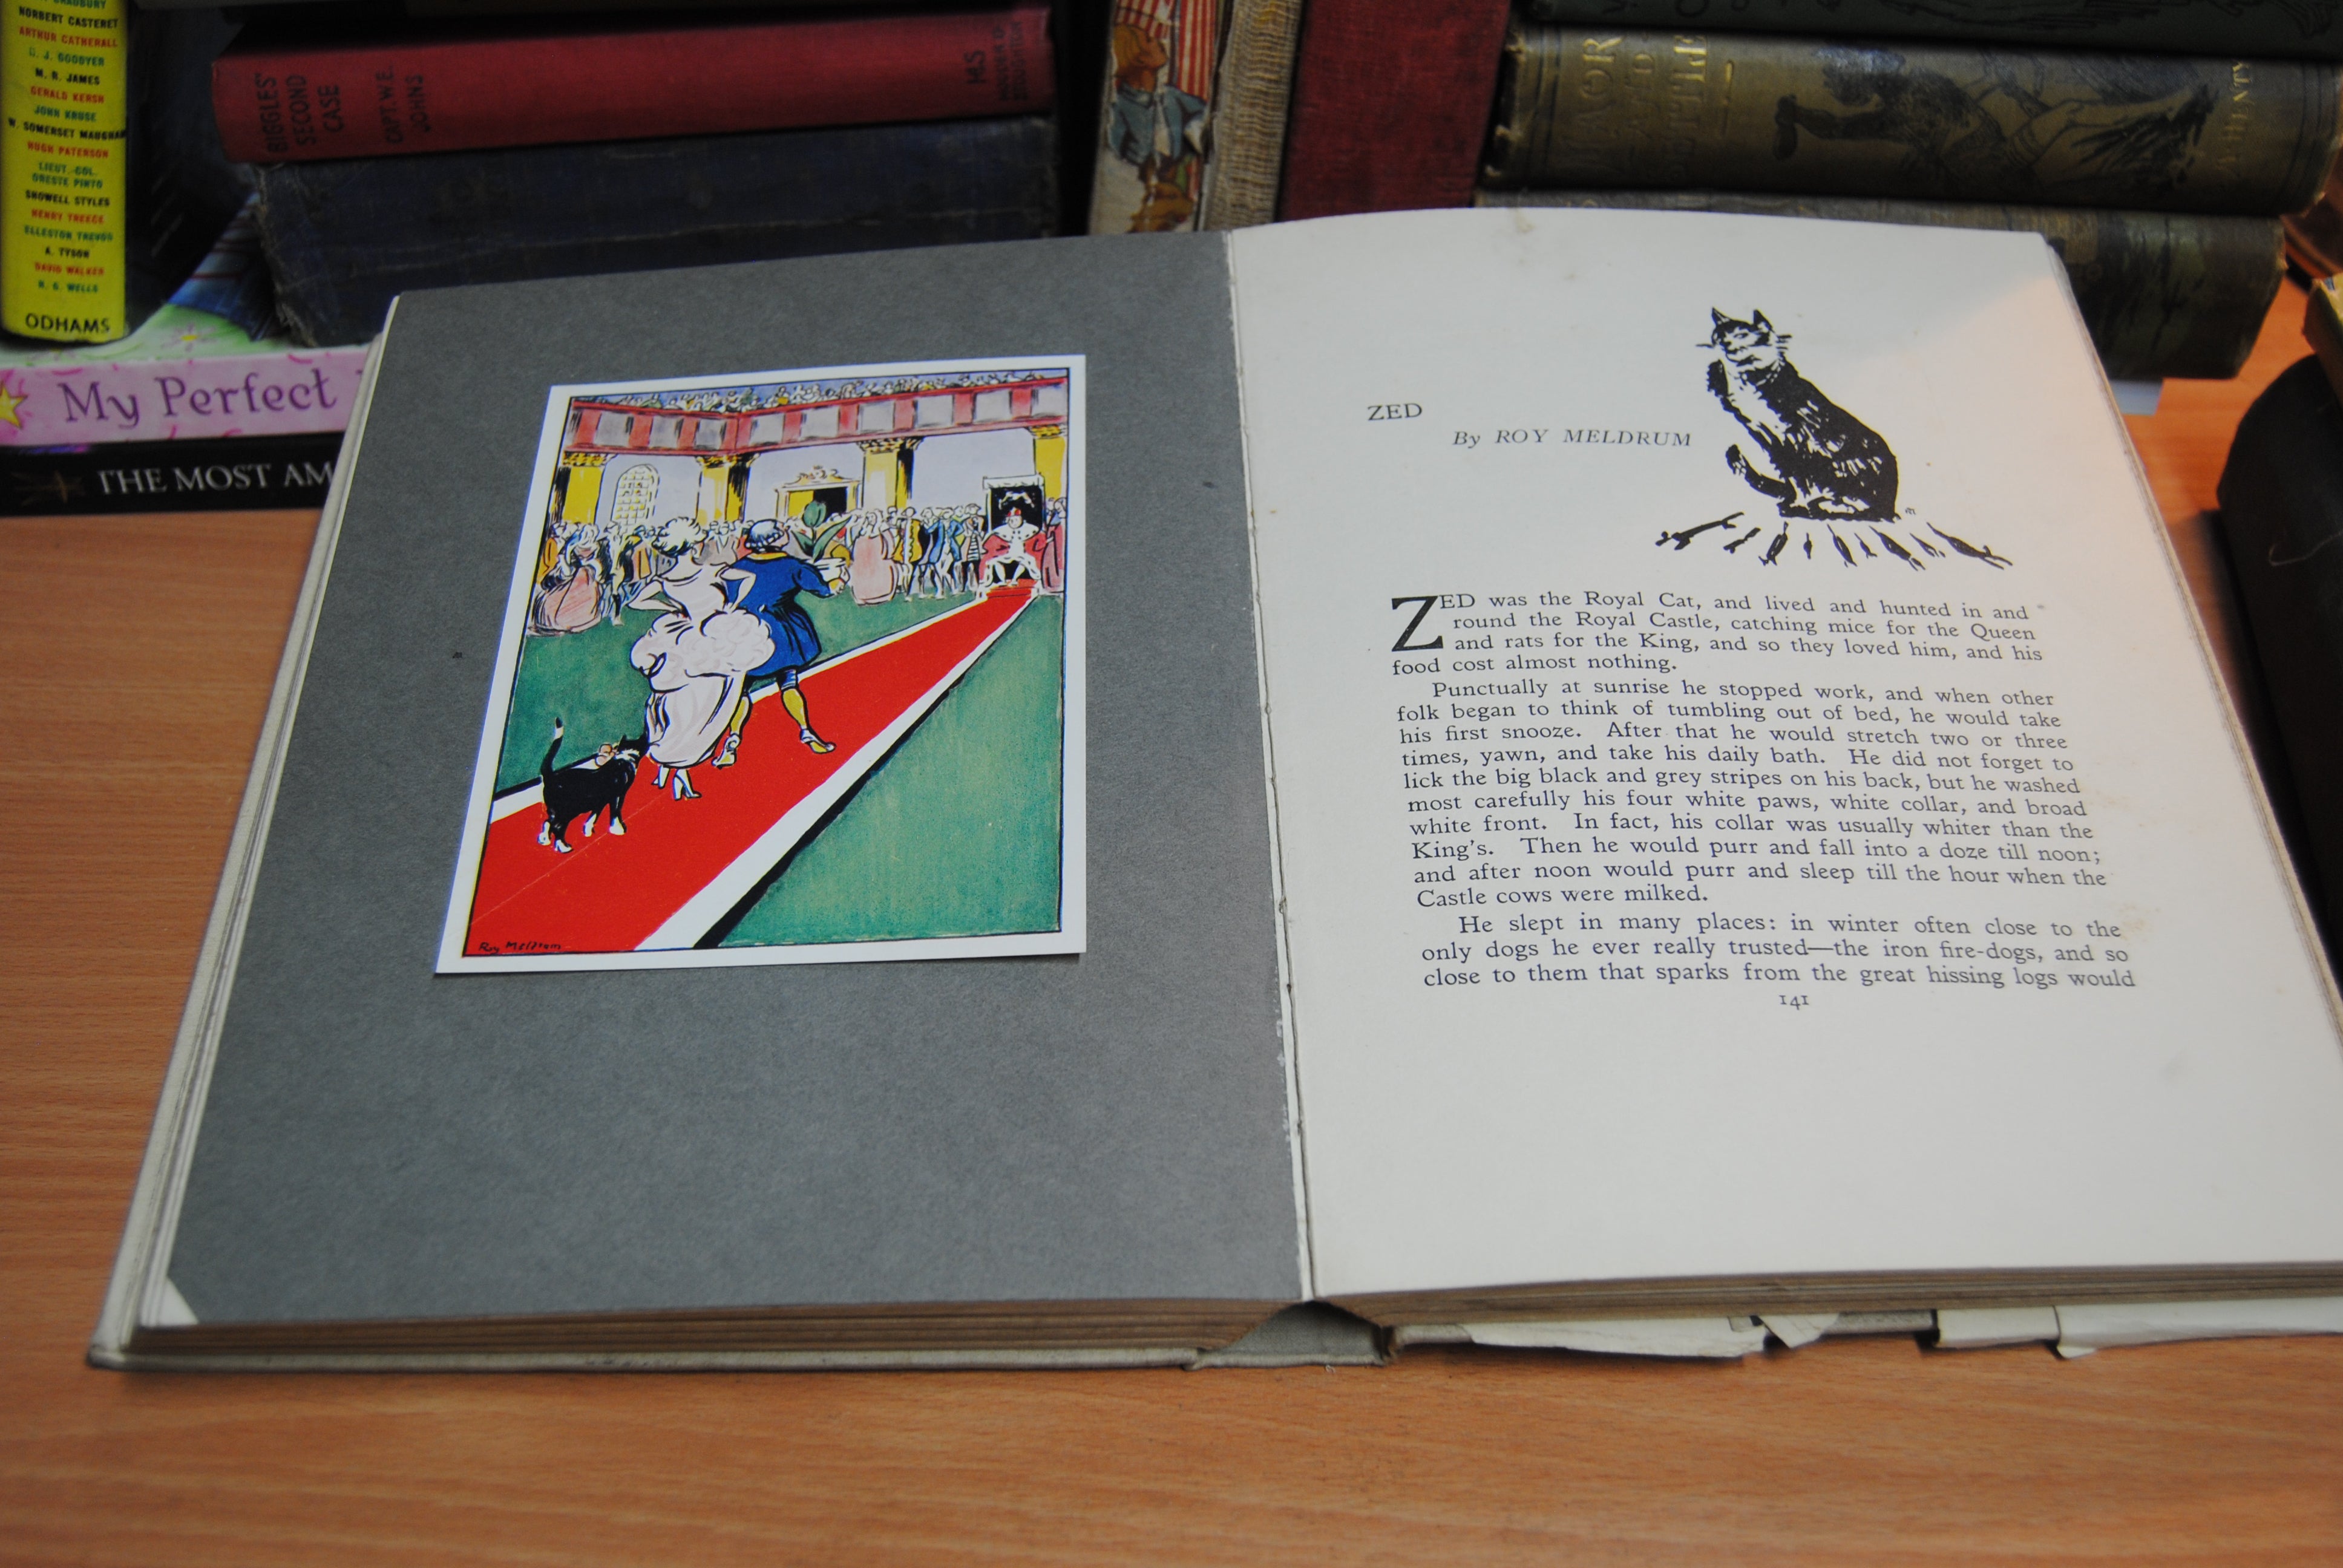 NORBERT CASTERET
ARTHUR CATHERALL
M. R. JAMES
GERALD KERSH
JOHN KRUSE
W. SOMERSET MAUGHAM
HUGH PATERSON
LIEUT.-COL.
ORESTE PINTO
SHOWELL STYLES
HENRY TREECE
ELLESTON TREVOR
A. TYSON
DAVID WALKER
H. G. WELLS
ODHAMS
My Perfect
THE MOST AM
BIGGLES'
SECOND
CASE
CAPT. W. E.
JOHNS
HODDER &
STOUGHTON
HENTY
Roy Meldrum
ZED
By ROY MELDRUM
ZED was the Royal Cat, and lived and hunted in and
round the Royal Castle, catching mice for the Queen
and rats for the King, and so they loved him, and his
food cost almost nothing.
Punctually at sunrise he stopped work, and when other
folk began to think of tumbling out of bed, he would take
his first snooze. After that he would stretch two or three
times, yawn, and take his daily bath. He did not forget to
lick the big black and grey stripes on his back, but he washed
most carefully his four white paws, white collar, and broad
white front. In fact, his collar was usually whiter than the
King's. Then he would purr and fall into a doze till noon;
and after noon would purr and sleep till the hour when the
Castle cows were milked.
He slept in many places: in winter often close to the
only dogs he ever really trusted—the iron fire-dogs, and so
close to them that sparks from the great hissing logs would
141